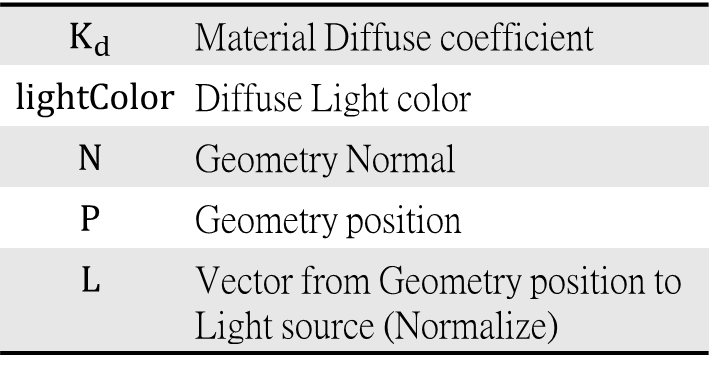 K_d Material Diffuse coefficient
lightColor Diffuse Light color
N Geometry Normal
P Geometry position
L Vector from Geometry position to
Light source (Normalize)